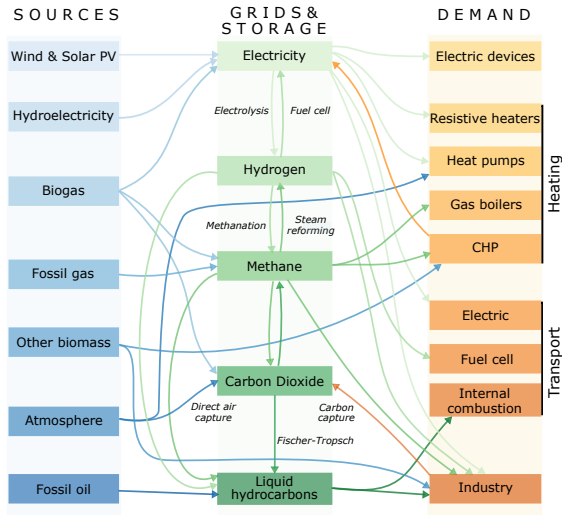 SOURCES
GRIDS &
STORAGE
DEMAND
Wind & Solar PV
Electricity
Electric devices
Hydroelectricity
Electrolysis
Fuel cell
Resistive heaters
Heat pumps
Biogas
Hydrogen
Gas boilers
Methanation
Steam
reforming
CHP
Heating
Fossil gas
Methane
Electric
Other biomass
Fuel cell
Transport
Carbon Dioxide
Internal
combustion
Atmosphere
Direct air
capture
Carbon
capture
Fischer-Tropsch
Fossil oil
Liquid
hydrocarbons
Industry